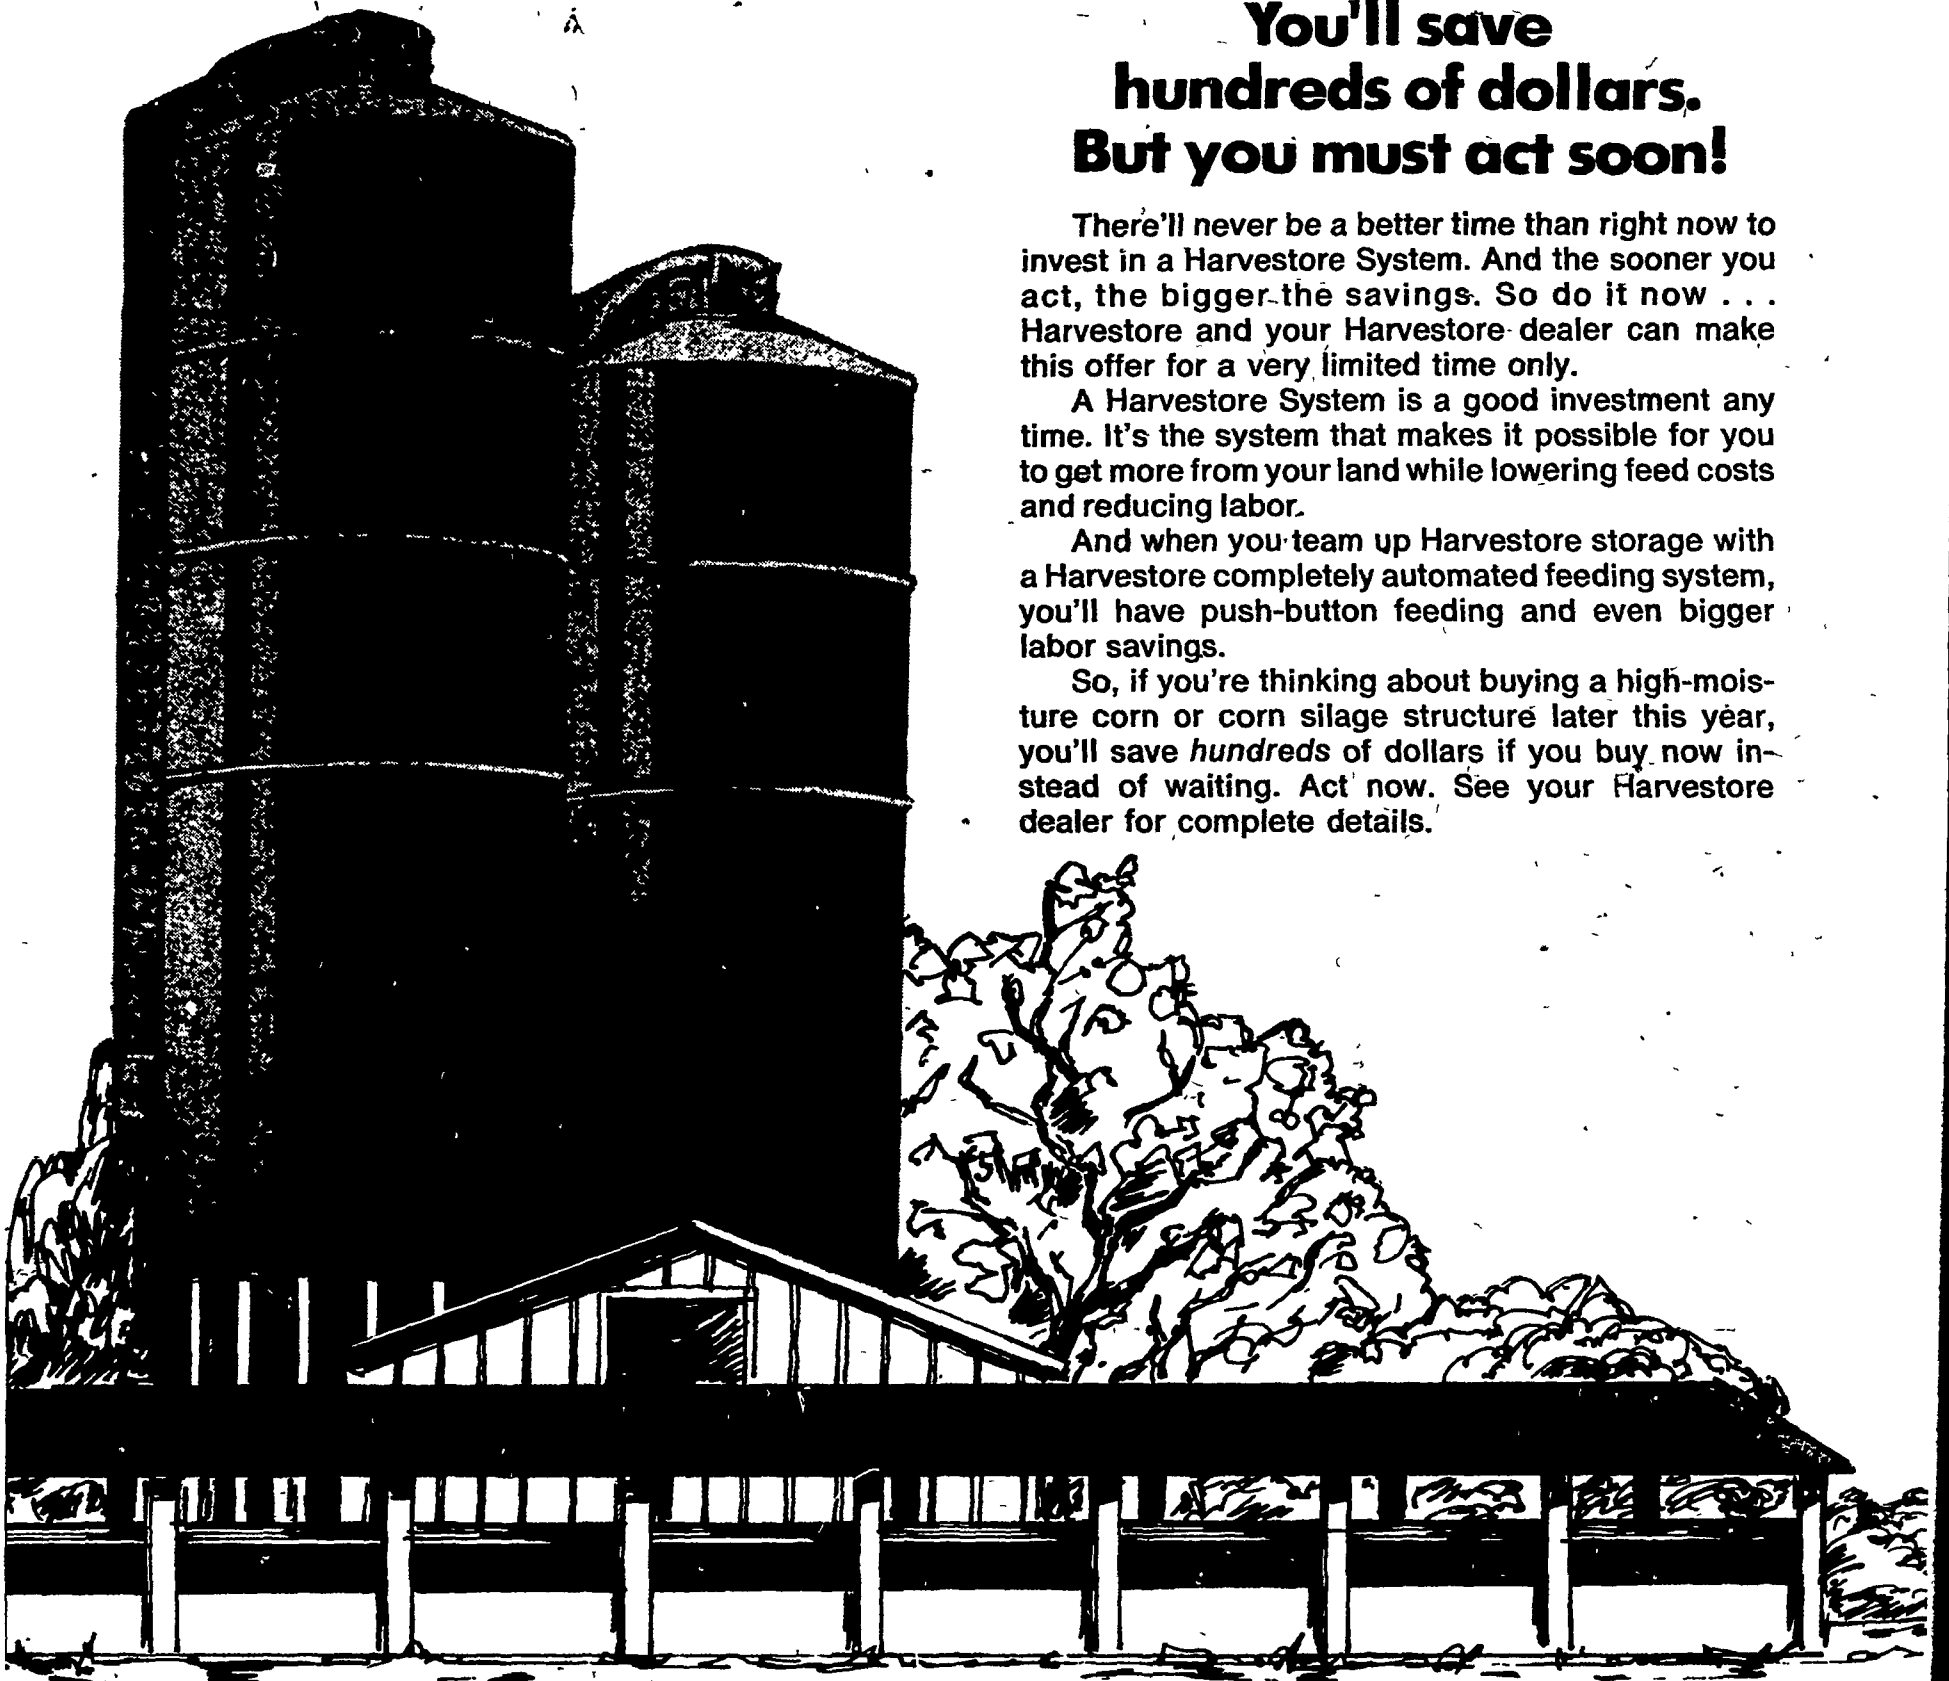 You'll save
hundreds of dollars.
But you must act soon!
There'll never be a better time than right now to
invest in a Harvestore System. And the sooner you
act, the bigger the savings. So do it now . . .
Harvestore and your Harvestore dealer can make
this offer for a very limited time only.
A Harvestore System is a good investment any
time. It's the system that makes it possible for you
to get more from your land while lowering feed costs
and reducing labor.
And when you team up Harvestore storage with
a Harvestore completely automated feeding system,
you'll have push-button feeding and even bigger
labor savings.
So, if you're thinking about buying a high-mois-
ture corn or corn silage structure later this year,
you'll save hundreds of dollars if you buy now in-
stead of waiting. Act now. See your Harvestore
dealer for complete details.